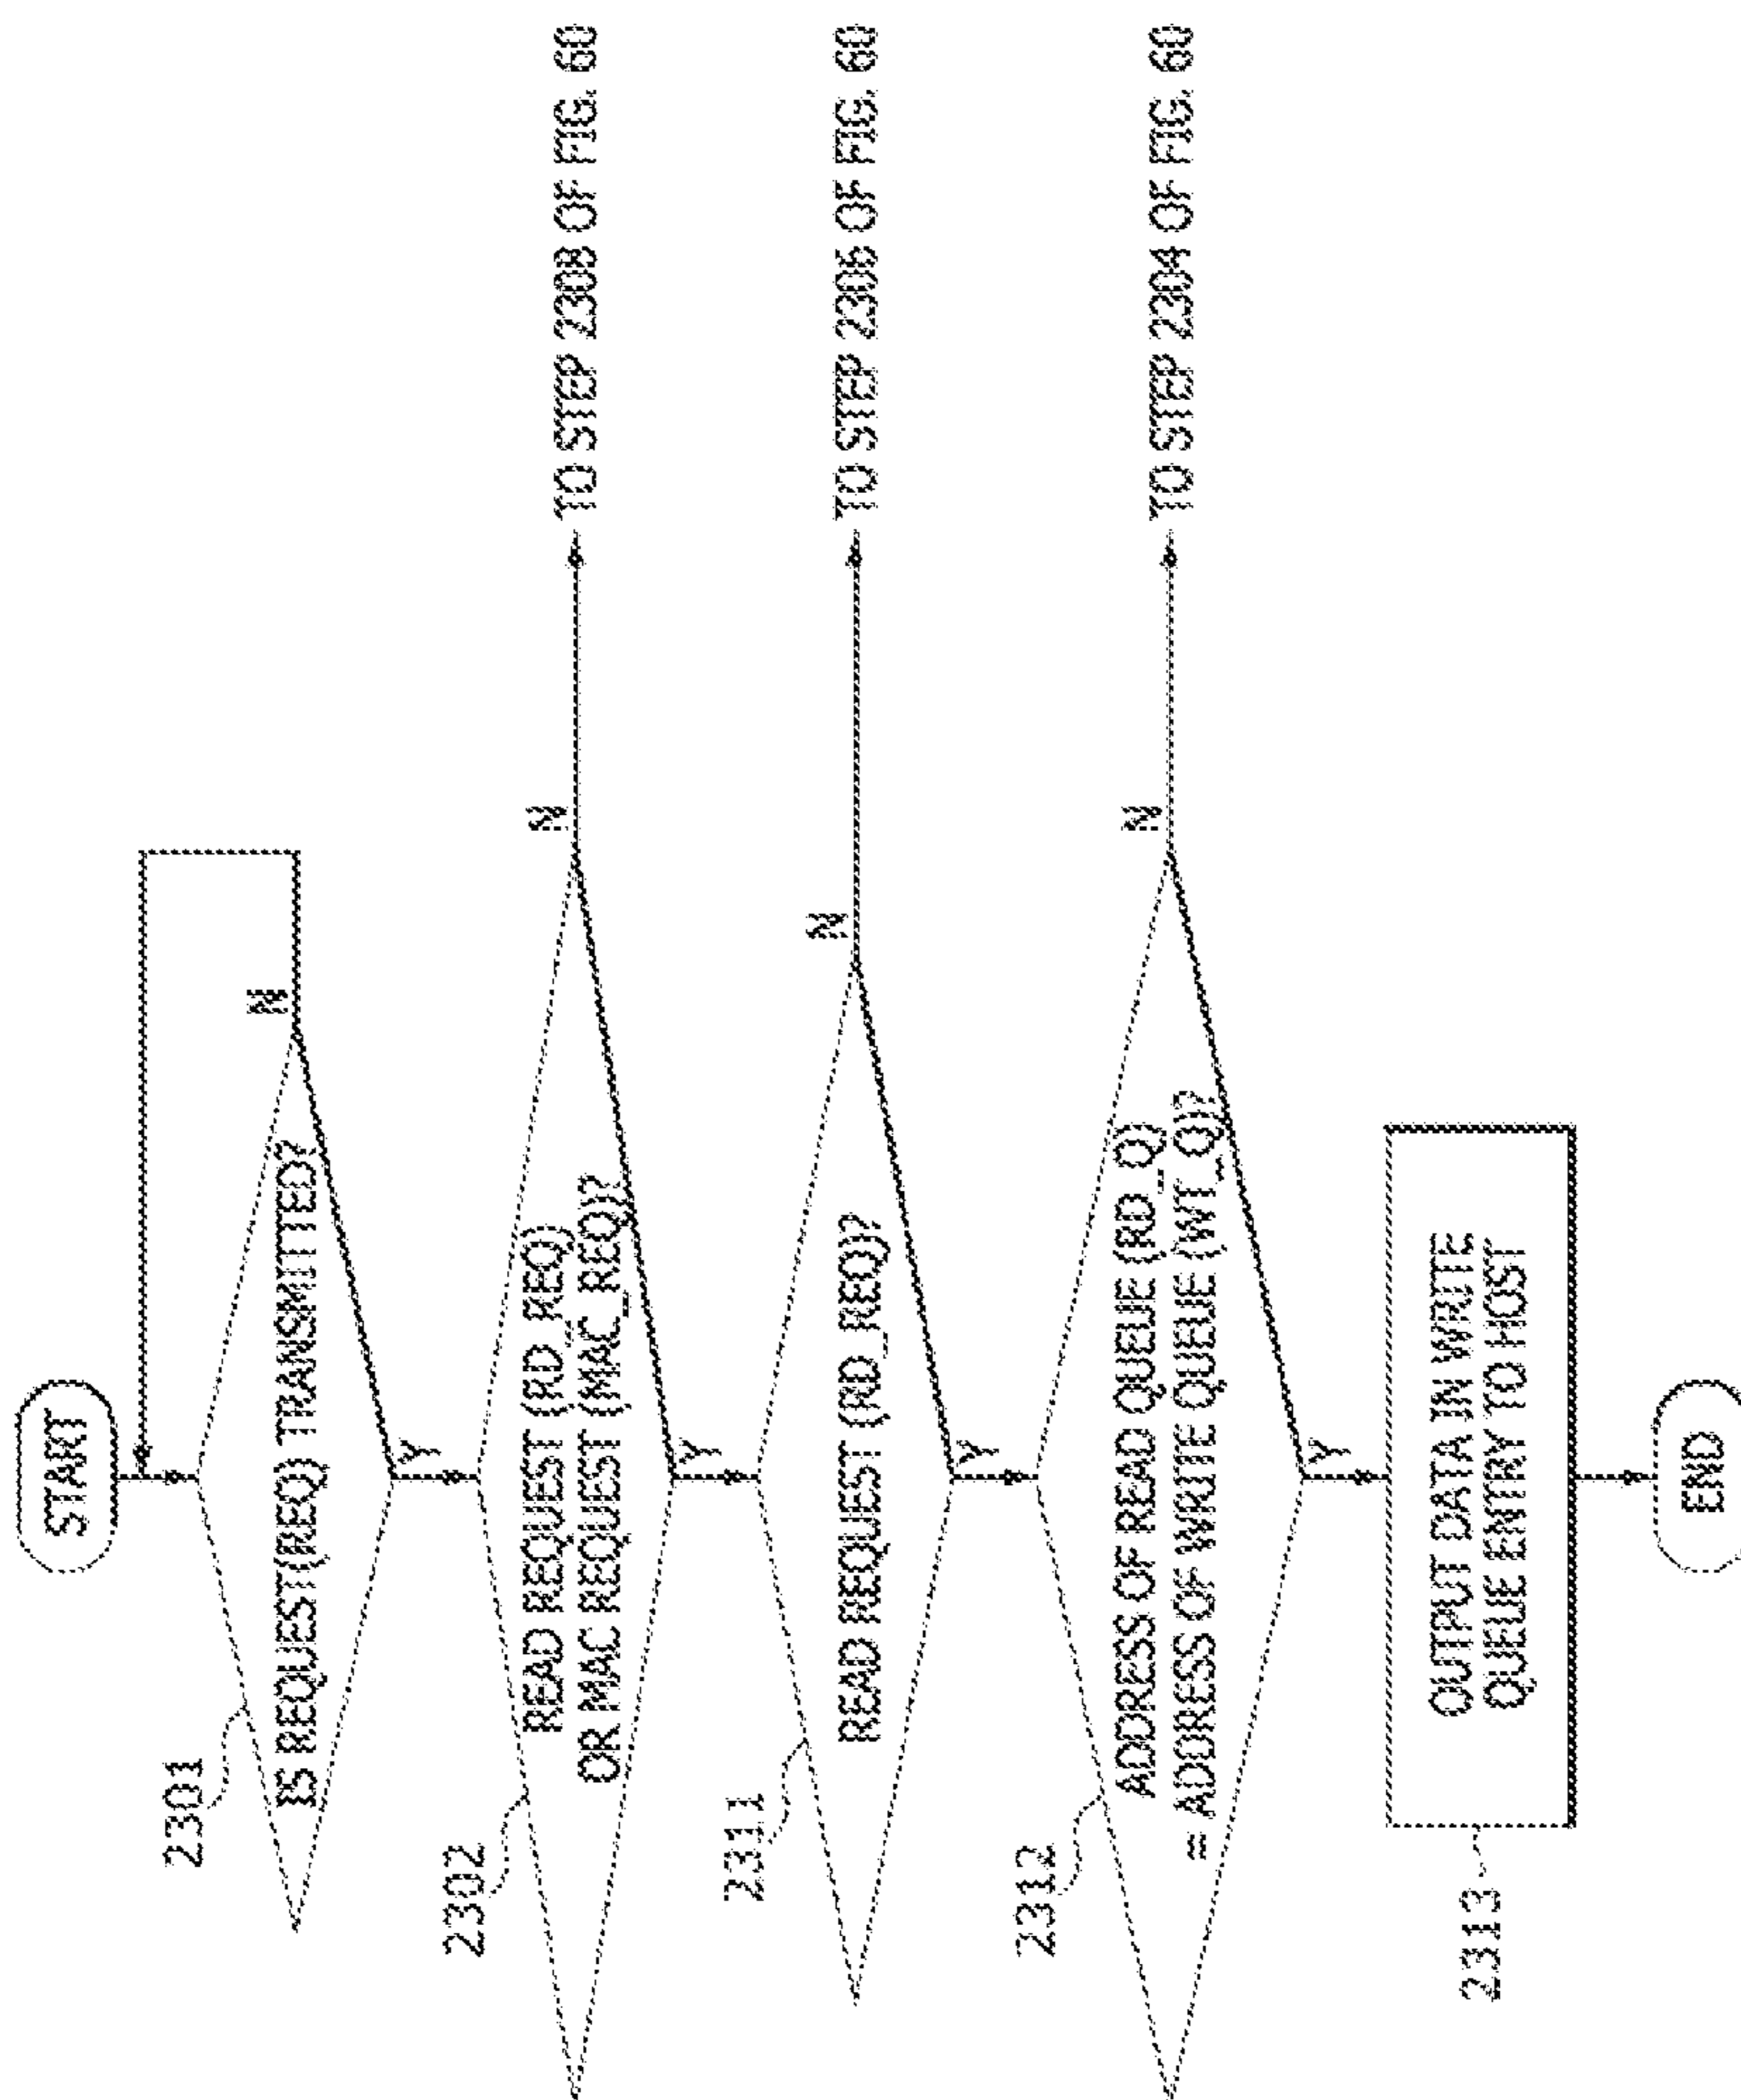 START
2301
IS REQUEST(REQ) TRANSMITTED?
N
Y
2302
READ REQUEST (RD_REQ)
OR MAC REQUEST (MAC_REQ)?
N
TO STEP 2308 OF FIG. 60
Y
2311
READ REQUEST (RD_REQ)?
N
TO STEP 2306 OF FIG. 60
Y
2312
ADDRESS OF READ QUEUE (RD_Q)
= ADDRESS OF WRITE QUEUE (WT_Q)?
N
TO STEP 2304 OF FIG. 60
Y
2313
OUTPUT DATA IN WRITE
QUEUE ENTRY TO HOST
END